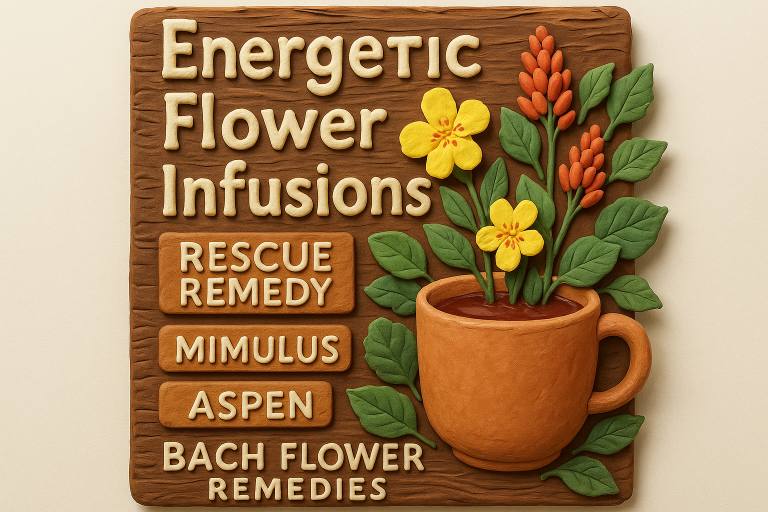 Energetic
Flower
Infusions
RESCUE
REMEDY
MIMULUS
ASPEN
BACH FLOWER
REMEDIES